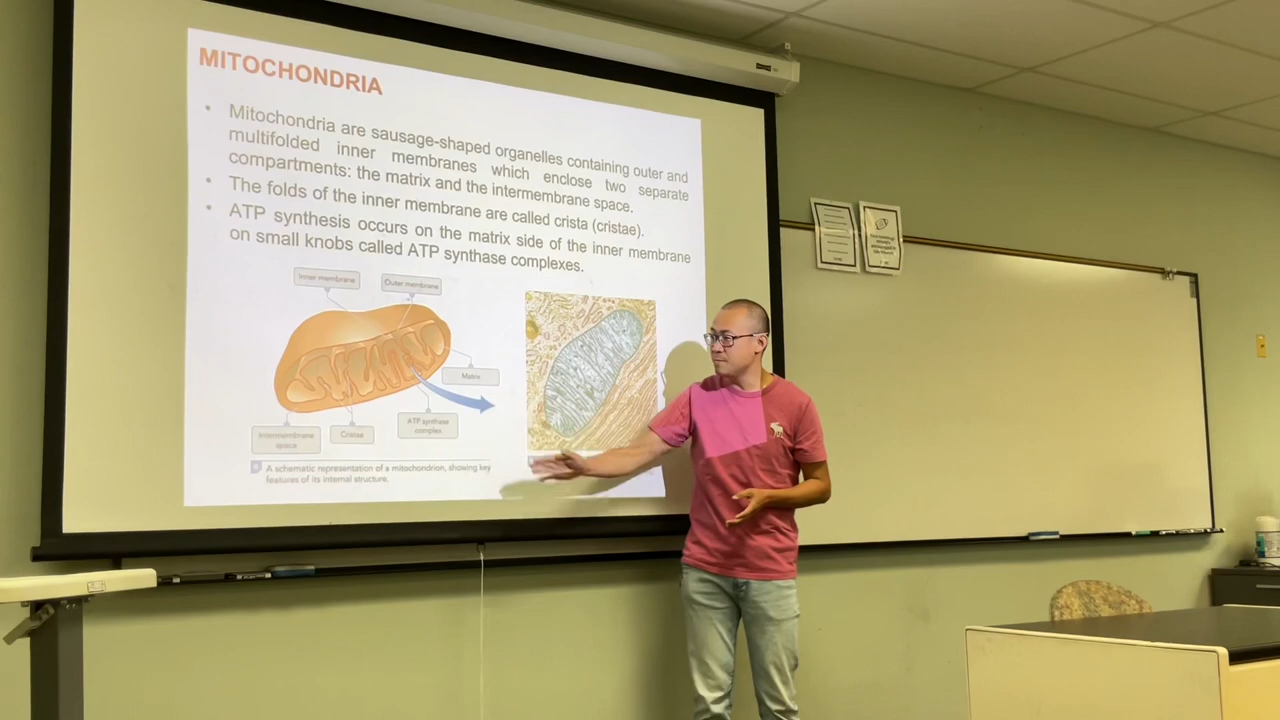 MITOCHONDRIA
• Mitochondria are sausage-shaped organelles containing outer and
multifolded inner membranes which enclose two separate
compartments: the matrix and the intermembrane space.
• The folds of the inner membrane are called crista (cristae).
• ATP synthesis occurs on the matrix side of the inner membrane
on small knobs called ATP synthase complexes.
Inner membrane
Outer membrane
Matrix
ATP synthase
complex
Cristae
Intermembrane
space
A schematic representation of a mitochondrion, showing key
features of its internal structure.